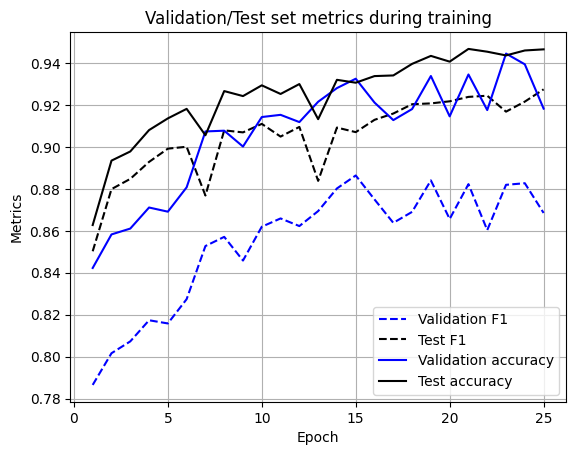 Validation/Test set metrics during training
Metrics
0.94
0.92
0.90
0.88
0.86
0.84
0.82
0.80
0.78
0
5
10
15
20
25
Epoch
Validation F1
Test F1
Validation accuracy
Test accuracy